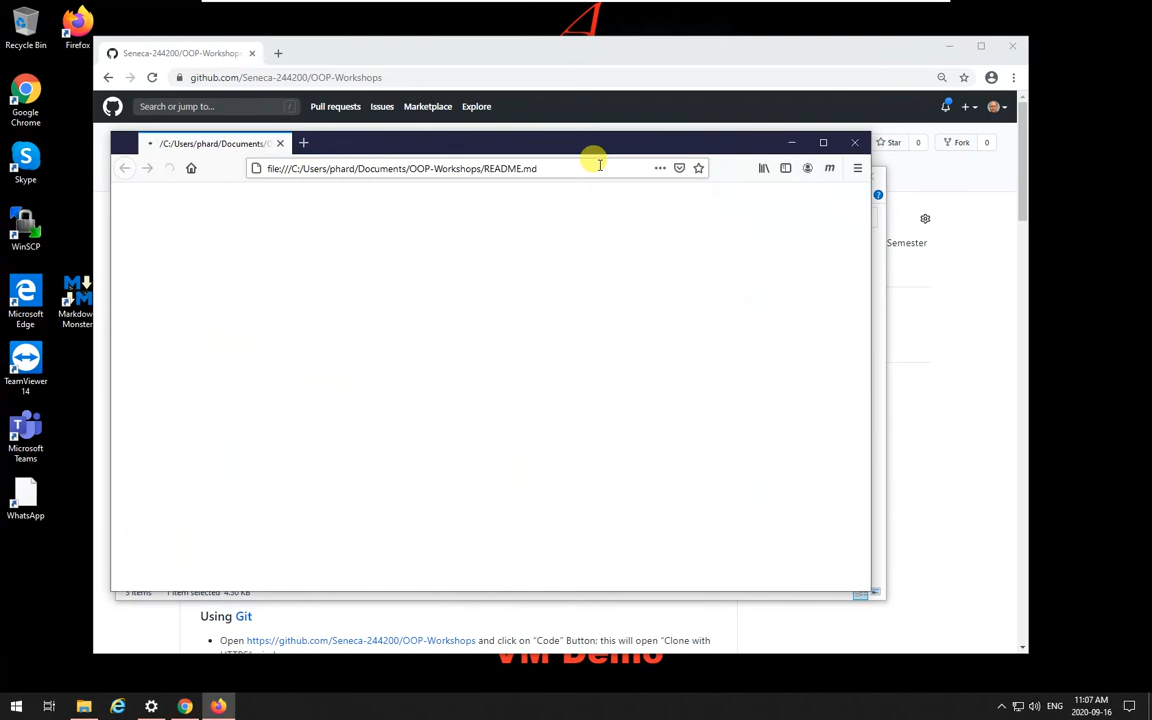 Recycle Bin
Firefox
Google Chrome
Skype
WinSCP
Microsoft Edge
Markdown Monster
TeamViewer 14
Microsoft Teams
WhatsApp
Seneca-244200/OOP-Workshops
github.com/Seneca-244200/OOP-Workshops
Search or jump to...
/
Pull requests
Issues
Marketplace
Explore
Star 0
Fork 0
/C:/Users/phard/Documents/
file:///C:/Users/phard/Documents/OOP-Workshops/README.md
Semester
1 item selected 4.30 KB
Using Git
Open https://github.com/Seneca-244200/OOP-Workshops and click on “Code” Button; this will open “Clone with
VM Demo
ENG
11:07 AM
2020-09-16